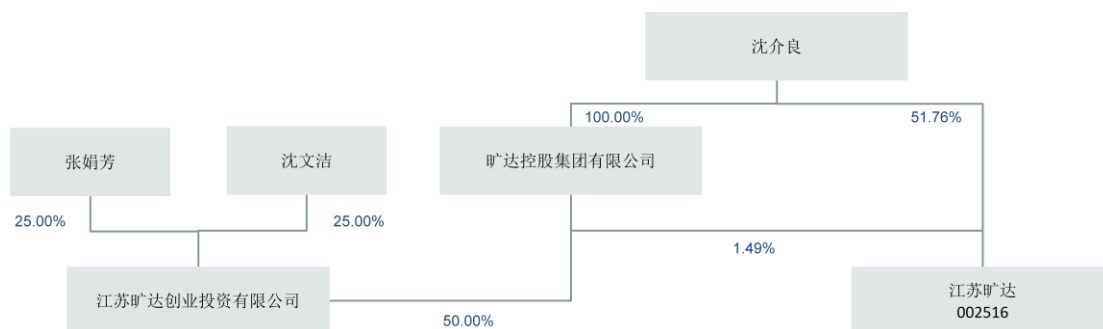 沈介良
100.00%
51.76%
张娟芳
沈文洁
旷达控股集团有限公司
25.00%
25.00%
1.49%
江苏旷达创业投资有限公司
江苏旷达
002516
50.00%